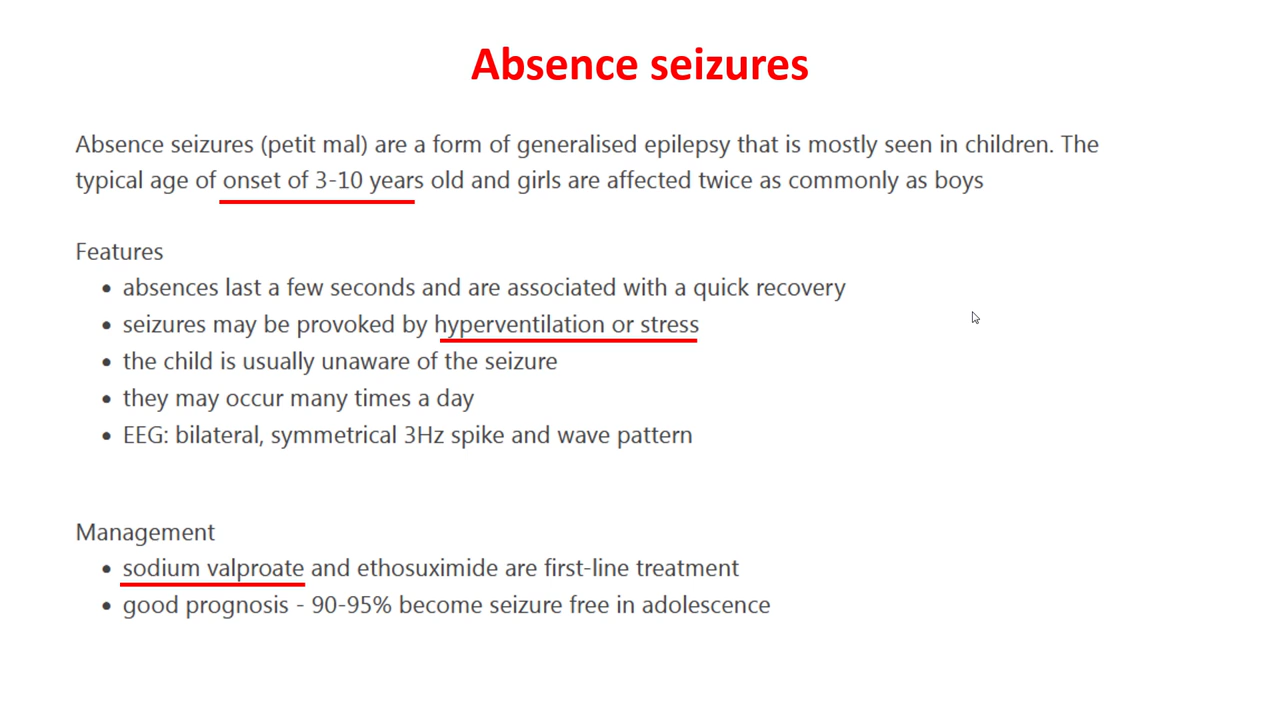 Absence seizures
Absence seizures (petit mal) are a form of generalised epilepsy that is mostly seen in children. The
typical age of onset of 3-10 years old and girls are affected twice as commonly as boys
Features
• absences last a few seconds and are associated with a quick recovery
• seizures may be provoked by hyperventilation or stress
• the child is usually unaware of the seizure
• they may occur many times a day
• EEG: bilateral, symmetrical 3Hz spike and wave pattern
Management
• sodium valproate and ethosuximide are first-line treatment
• good prognosis - 90-95% become seizure free in adolescence